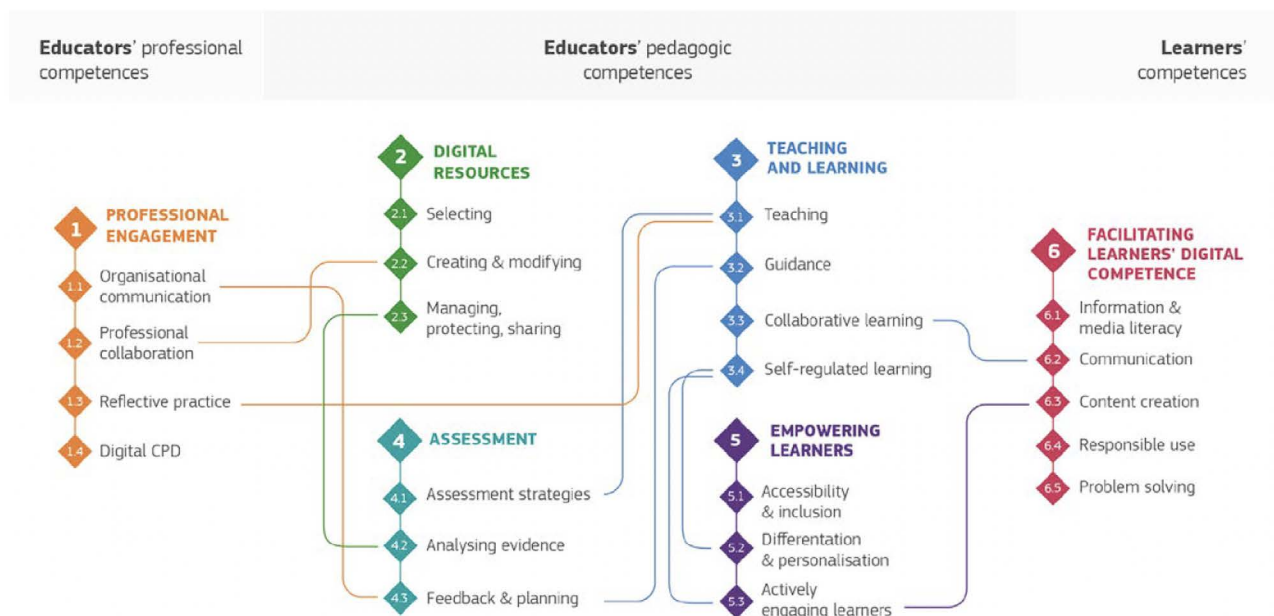 Educators' professional
competences
Educators' pedagogic
competences
Learners'
competences
1
PROFESSIONAL
ENGAGEMENT
1.1
Organisational
communication
1.2
Professional
collaboration
1.3
Reflective practice
1.4
Digital CPD
2
DIGITAL
RESOURCES
2.1
Selecting
2.2
Creating & modifying
2.3
Managing,
protecting, sharing
3
TEACHING
AND LEARNING
3.1
Teaching
3.2
Guidance
3.3
Collaborative learning
3.4
Self-regulated learning
4
ASSESSMENT
4.1
Assessment strategies
4.2
Analysing evidence
4.3
Feedback & planning
5
EMPOWERING
LEARNERS
5.1
Accessibility
& inclusion
5.2
Differentation
& personalisation
5.3
Actively
engaging learners
6
FACILITATING
LEARNERS' DIGITAL
COMPETENCE
6.1
Information &
media literacy
6.2
Communication
6.3
Content creation
6.4
Responsible use
6.5
Problem solving